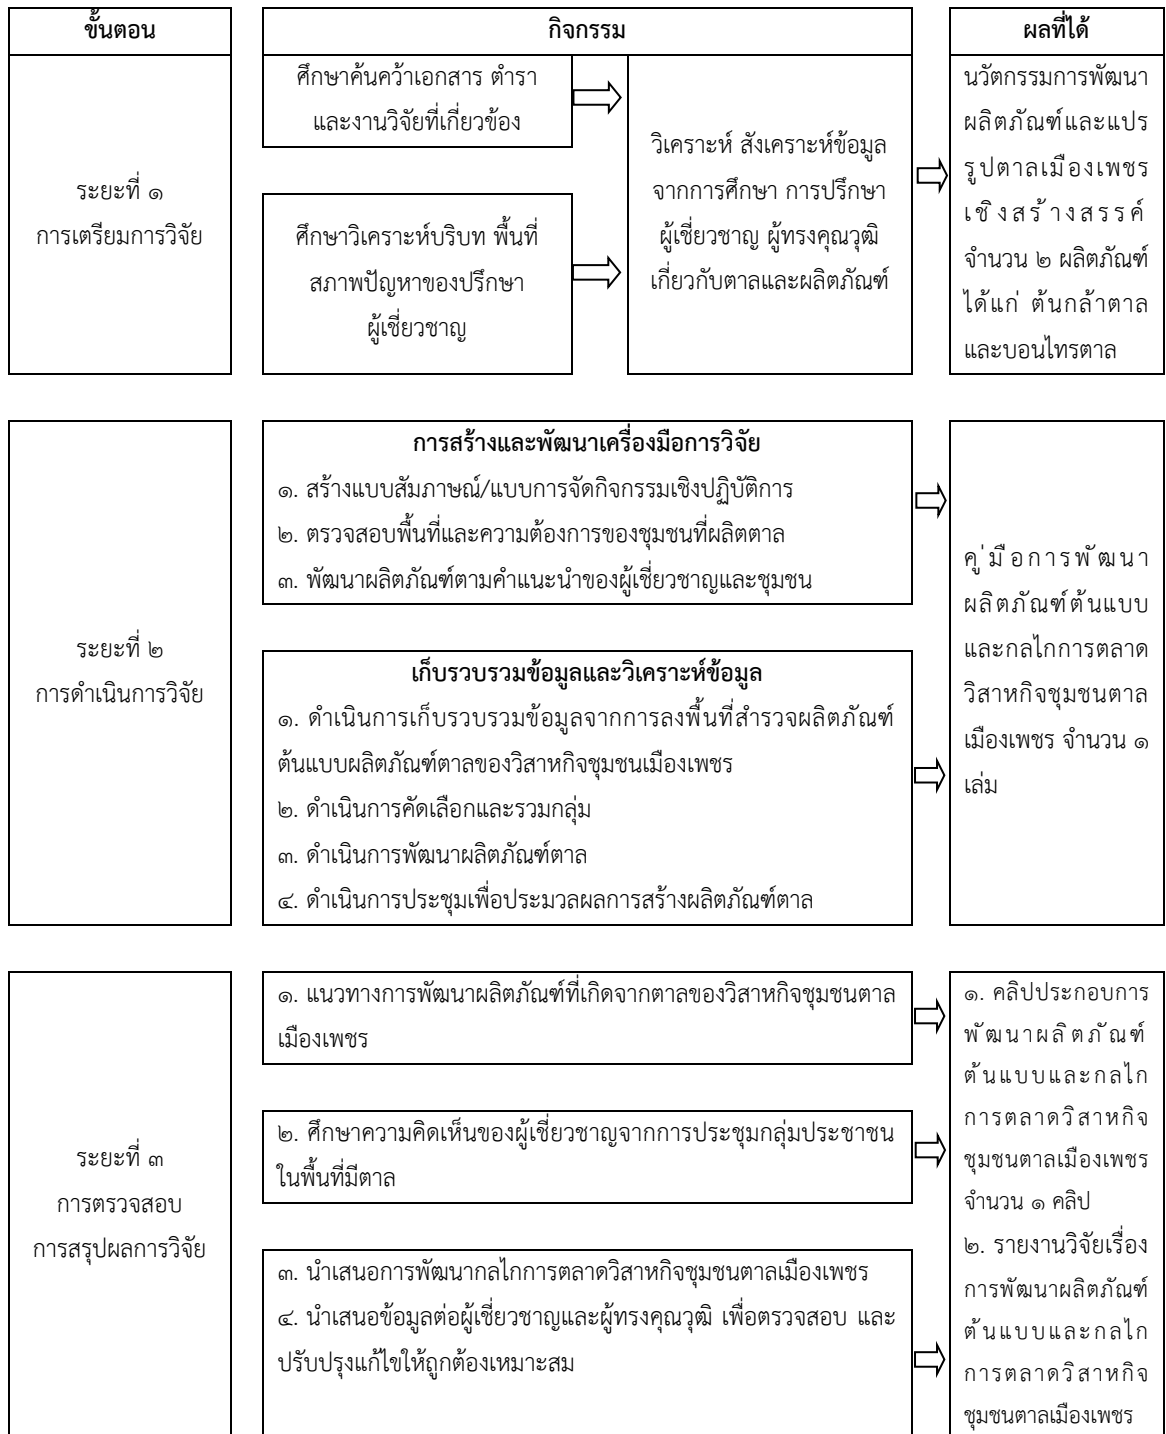 ขั้นตอน
กิจกรรม
ผลที่ได้
ระยะที่ ๑
การเตรียมการวิจัย
ศึกษาค้นคว้าเอกสาร ตำรา
และงานวิจัยที่เกี่ยวข้อง
ศึกษาวิเคราะห์บริบท พื้นที่
สภาพปัญหาของปรึกษา
ผู้เชี่ยวชาญ
วิเคราะห์ สังเคราะห์ข้อมูล
จากการศึกษา การปรึกษา
ผู้เชี่ยวชาญ ผู้ทรงคุณวุฒิ
เกี่ยวกับตาลและผลิตภัณฑ์
นวัตกรรมการพัฒนา
ผลิตภัณฑ์และแปร
รูปตาลเมืองเพชร
เชิงสร้างสรรค์
จำนวน ๒ ผลิตภัณฑ์
ได้แก่ ต้นกล้าตาล
และบอนไทรตาล
ระยะที่ ๒
การดำเนินการวิจัย
การสร้างและพัฒนาเครื่องมือการวิจัย
๑. สร้างแบบสัมภาษณ์/แบบการจัดกิจกรรมเชิงปฏิบัติการ
๒. ตรวจสอบพื้นที่และความต้องการของชุมชนที่ผลิตตาล
๓. พัฒนาผลิตภัณฑ์ตามคำแนะนำของผู้เชี่ยวชาญและชุมชน
เก็บรวบรวมข้อมูลและวิเคราะห์ข้อมูล
๑. ดำเนินการเก็บรวบรวมข้อมูลจากการลงพื้นที่สำรวจผลิตภัณฑ์
ต้นแบบผลิตภัณฑ์ตาลของวิสาหกิจชุมชนเมืองเพชร
๒. ดำเนินการคัดเลือกและรวมกลุ่ม
๓. ดำเนินการพัฒนาผลิตภัณฑ์ตาล
๔. ดำเนินการประชุมเพื่อประมวลผลการสร้างผลิตภัณฑ์ตาล
คู่มือการพัฒนา
ผลิตภัณฑ์ต้นแบบ
และกลไกการตลาด
วิสาหกิจชุมชนตาล
เมืองเพชร จำนวน ๑
เล่ม
ระยะที่ ๓
การตรวจสอบ
การสรุปผลการวิจัย
๑. แนวทางการพัฒนาผลิตภัณฑ์ที่เกิดจากตาลของวิสาหกิจชุมชนตาล
เมืองเพชร
๒. ศึกษาความคิดเห็นของผู้เชี่ยวชาญจากการประชุมกลุ่มประชาชน
ในพื้นที่มีตาล
๓. นำเสนอการพัฒนากลไกการตลาดวิสาหกิจชุมชนตาลเมืองเพชร
๔. นำเสนอข้อมูลต่อผู้เชี่ยวชาญและผู้ทรงคุณวุฒิ เพื่อตรวจสอบ และ
ปรับปรุงแก้ไขให้ถูกต้องเหมาะสม
๑. คลิปประกอบการ
พัฒนาผลิตภัณฑ์
ต้นแบบและกลไก
การตลาดวิสาหกิจ
ชุมชนตาลเมืองเพชร
จำนวน ๑ คลิป
๒. รายงานวิจัยเรื่อง
การพัฒนาผลิตภัณฑ์
ต้นแบบและกลไก
การตลาดวิสาหกิจ
ชุมชนตาลเมืองเพชร